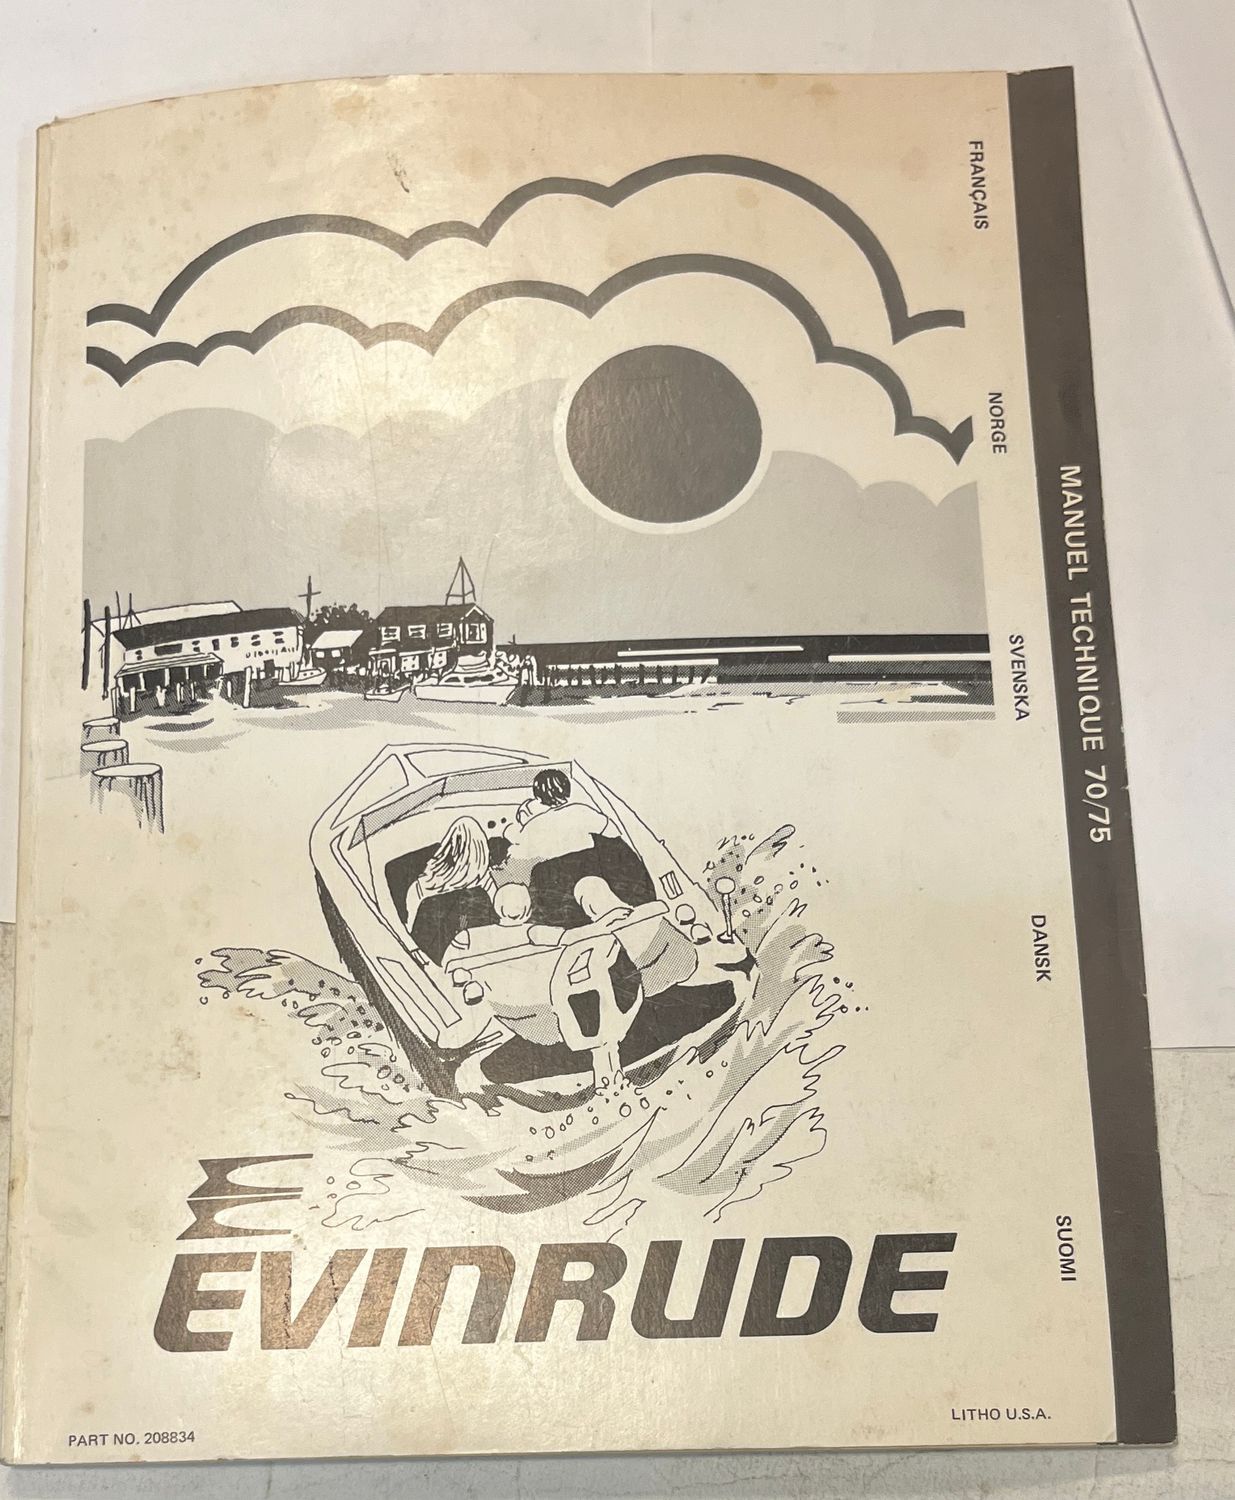 FRANÇAIS
NORGE
SVENSKA
DANSK
SUOMI
MANUEL TECHNIQUE 70/75
EVINRUDE
PART NO. 208834
LITHO U.S.A.